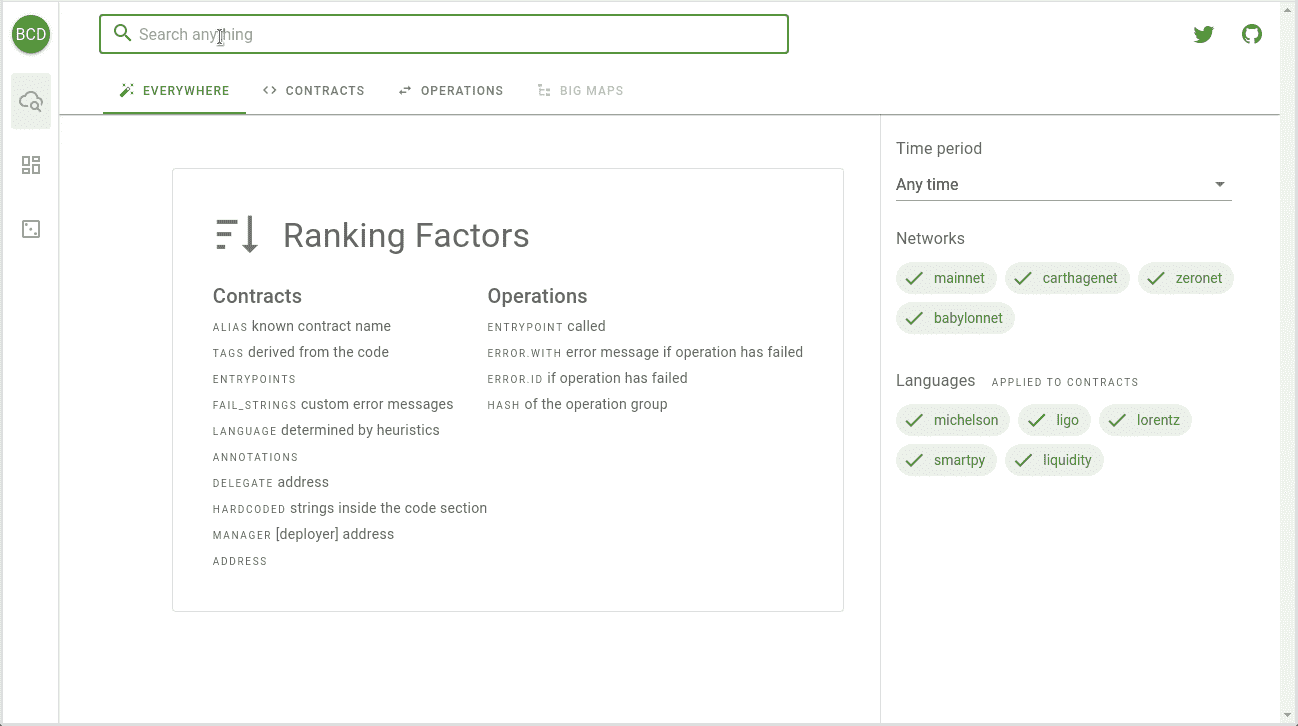 BCD
Search anything
EVERYWHERE
CONTRACTS
OPERATIONS
BIG MAPS
Ranking Factors
Contracts
ALIAS known contract name
TAGS derived from the code
ENTRYPOINTS
FAIL_STRINGS custom error messages
LANGUAGE determined by heuristics
ANNOTATIONS
DELEGATE address
HARDCODED strings inside the code section
MANAGER [deployer] address
ADDRESS
Operations
ENTRYPOINT called
ERROR.WITH error message if operation has failed
ERROR.ID if operation has failed
HASH of the operation group
Time period
Any time
Networks
mainnet
carthagenet
zeronet
babylonnet
Languages APPLIED TO CONTRACTS
michelson
ligo
lorentz
smartpy
liquidity